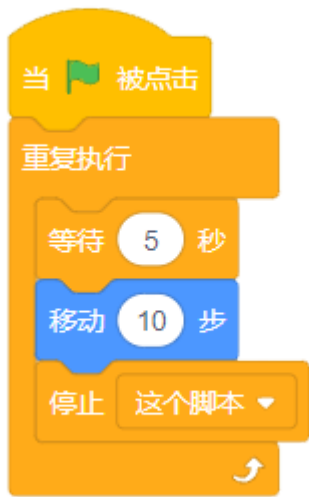 当 被点击
重复执行
等待 5 秒
移动 10 步
停止 这个脚本